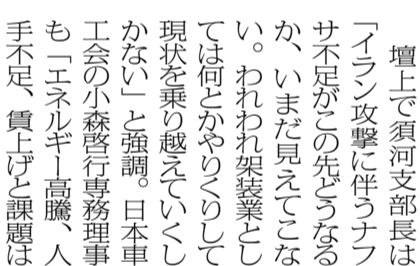 壇上で須河支部長は
「イラン攻撃に伴うナフ
サ不足がこの先どうなる
か、いまだ見えてこな
い。われわれ架装業とし
ては何とかやりくりして
現状を乗り越えていくし
かない」と強調。日本車
工会の小森啓行専務理事
も「エネルギー高騰、人
手不足、賃上げと課題は